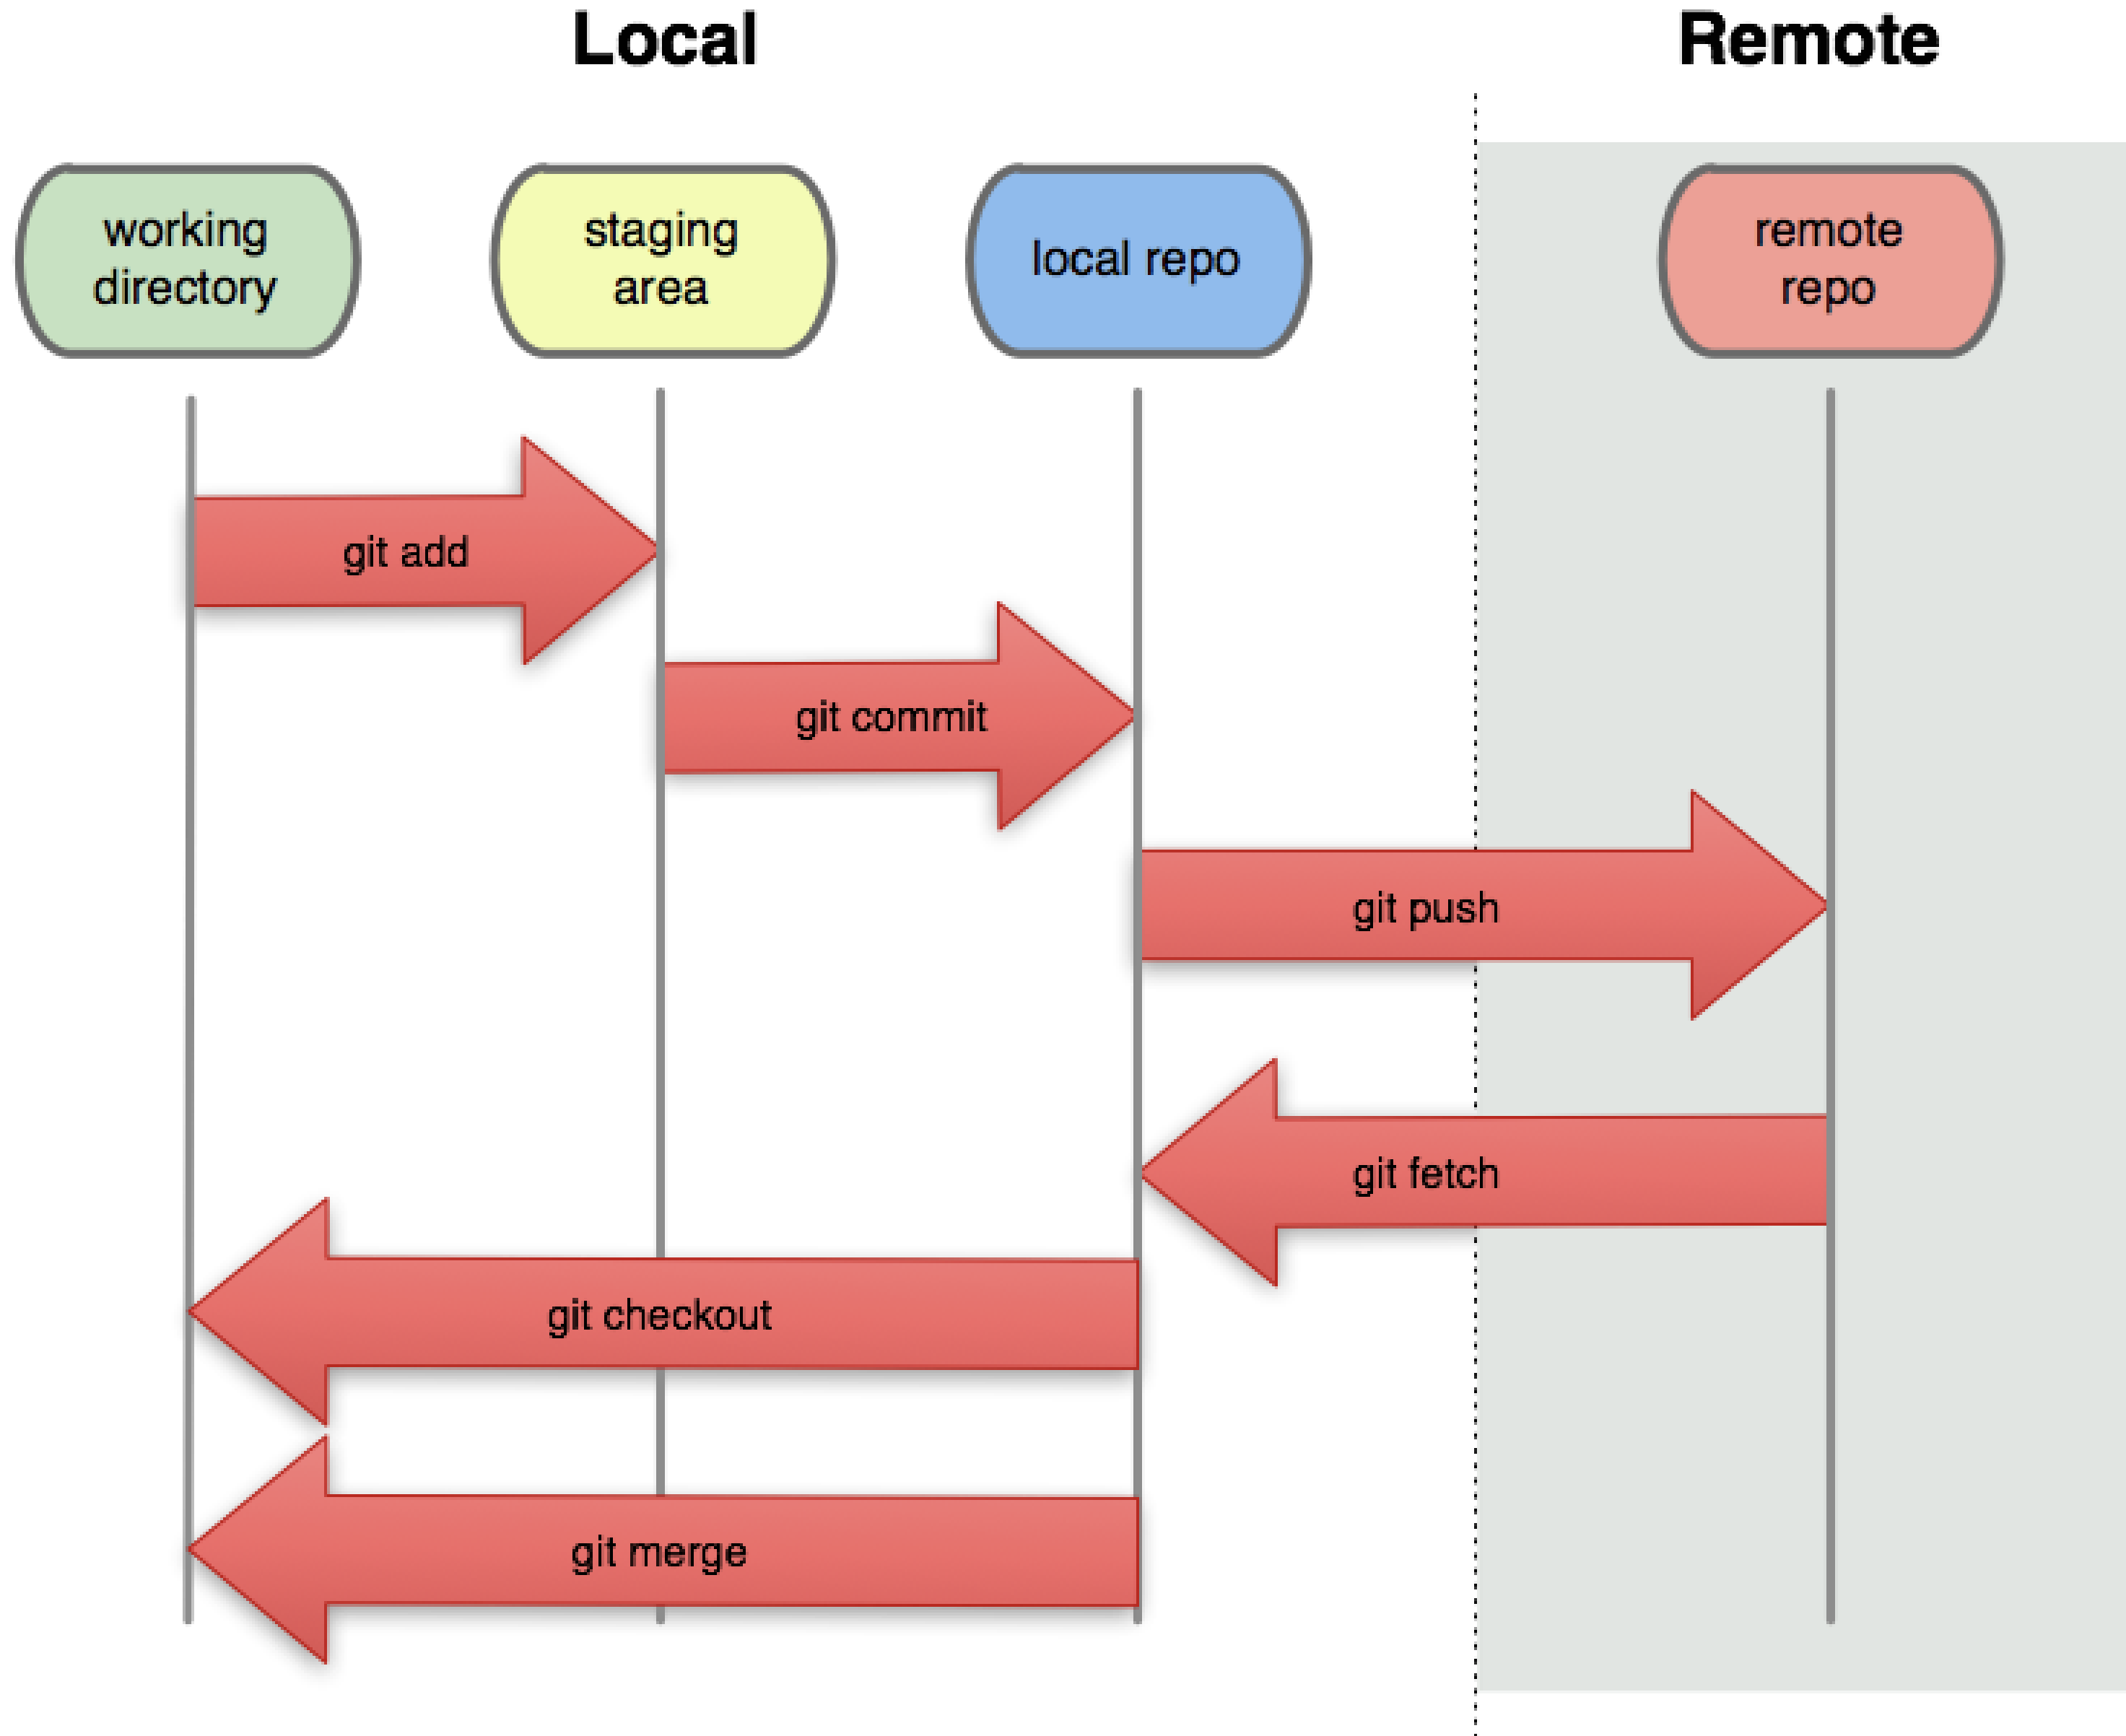 Local
Remote
working
directory
staging
area
local repo
remote
repo
git add
git commit
git push
git fetch
git checkout
git merge